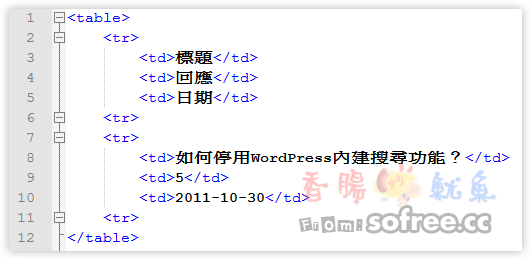 1 <table>
2 <tr>
3 <td>標題</td>
4 <td>回應</td>
5 <td>日期</td>
6 <tr>
7 <tr>
8 <td>如何停用WordPress內建搜尋功能？</td>
9 <td>5</td>
10 <td>2011-10-30</td>
11 <tr>
12 </table>
香腸 魷魚
From: sofree.cc